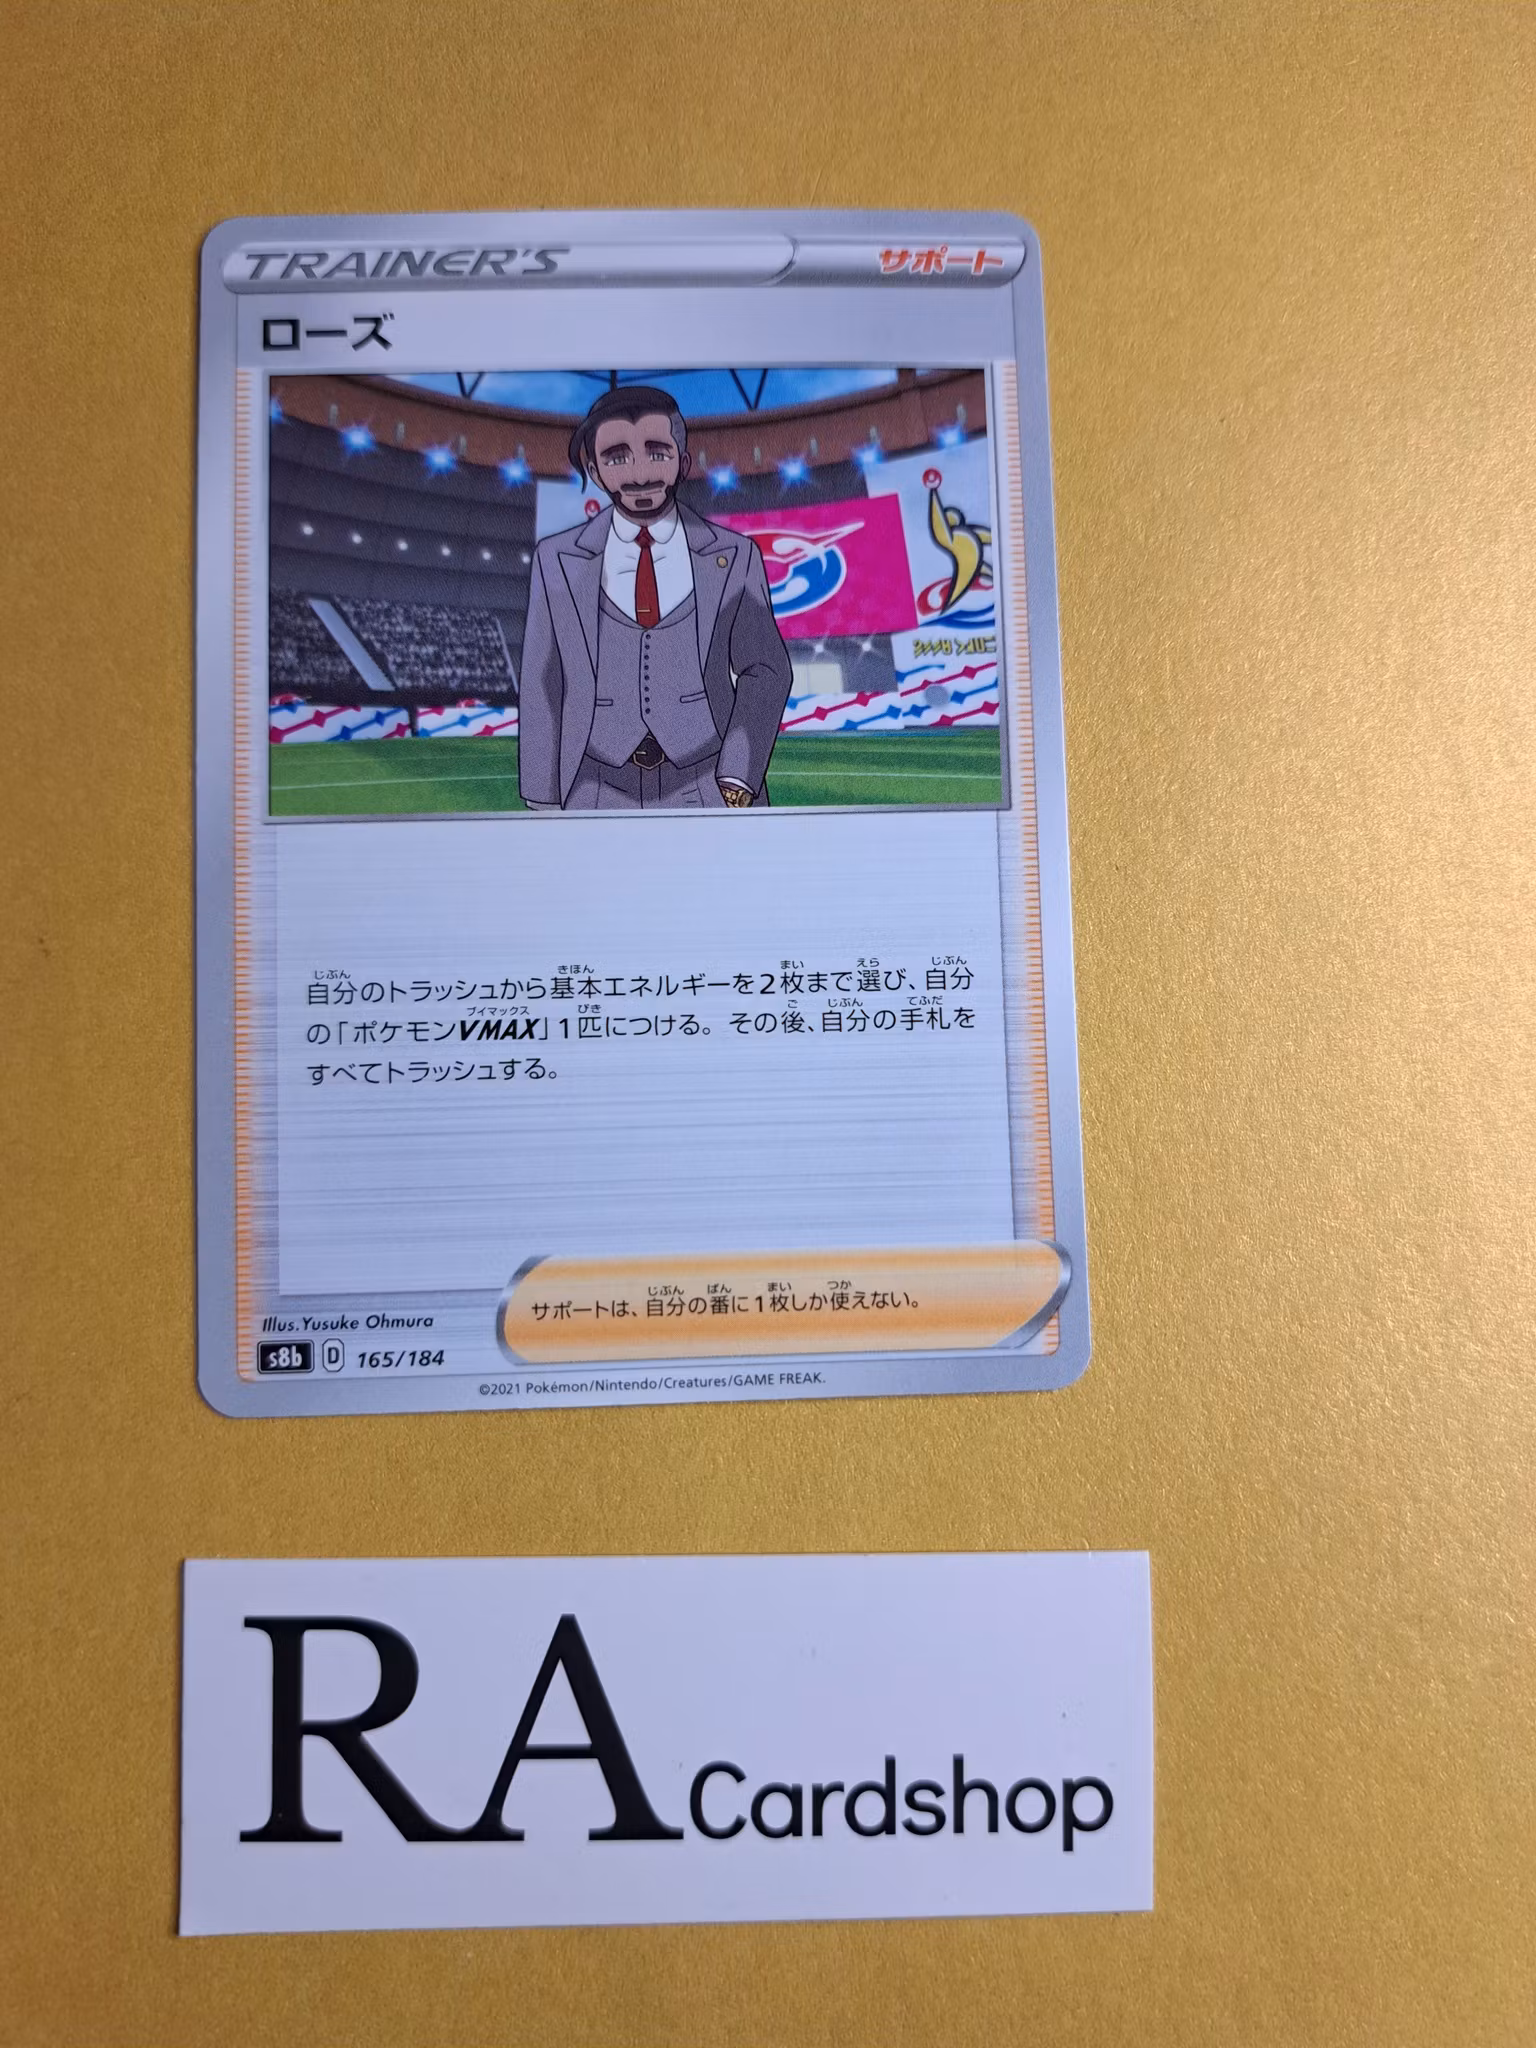 TRAINER'S
サポート
ローズ
自分のトラッシュから基本エネルギーを2枚まで選び、自分
の「ポケモンVMAX」1匹につける。その後、自分の手札を
すべてトラッシュする。
サポートは、自分の番に1枚しか使えない。
Illus.Yusuke Ohmura
s8b D 165/184
©2021 Pokémon/Nintendo/Creatures/GAME FREAK.
RA Cardshop